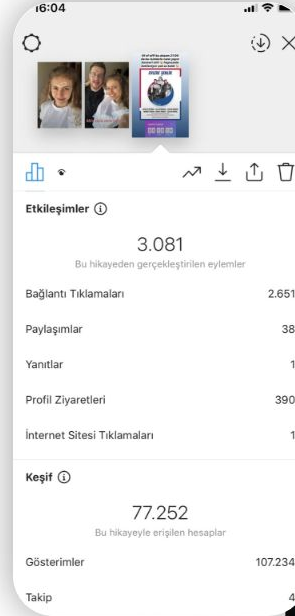 16:04
Etkileşimler
3.081
Bu hikayeden gerçekleştirilen eylemler
Bağlantı Tıklamaları 2.651
Paylaşımlar 38
Yanıtlar 1
Profil Ziyaretleri 390
İnternet Sitesi Tıklamaları 1
Keşif
77.252
Bu hikayeyle erişilen hesaplar
Gösterimler 107.234
Takip 4